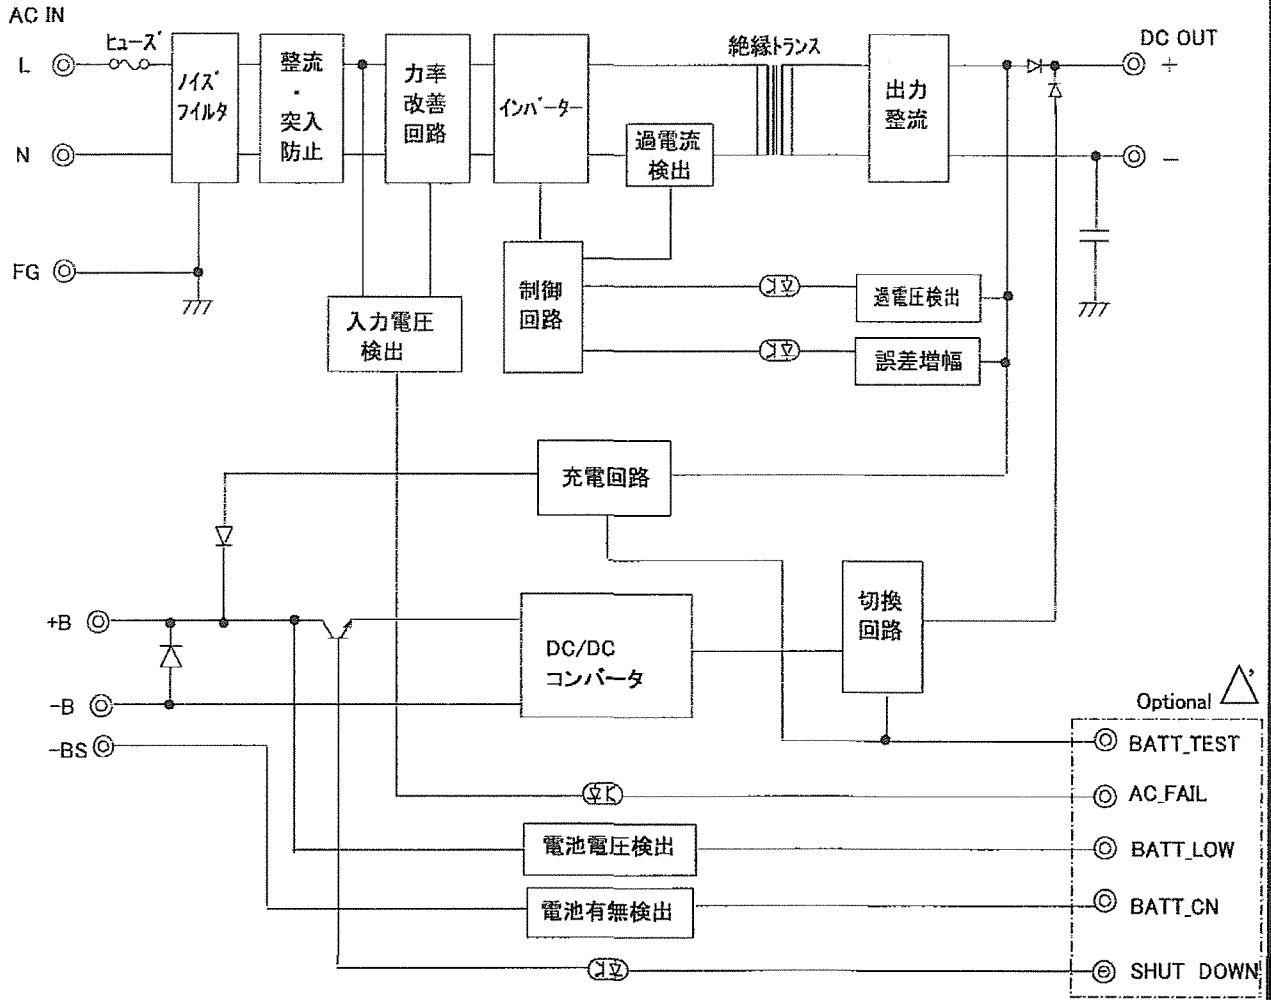 AC IN
L
ヒューズ
ノイズ
フィルタ
整流
・
突入
防止
力率
改善
回路
インバーター
絶縁トランス
過電流
検出
出力
整流
DC OUT
+
N
−
FG
入力電圧
検出
制御
回路
過電圧検出
誤差増幅
充電回路
+B
DC/DC
コンバータ
切換
回路
-B
-BS
Optional
BATT_TEST
AC_FAIL
電池電圧検出
BATT_LOW
電池有無検出
BATT_CN
SHUT DOWN